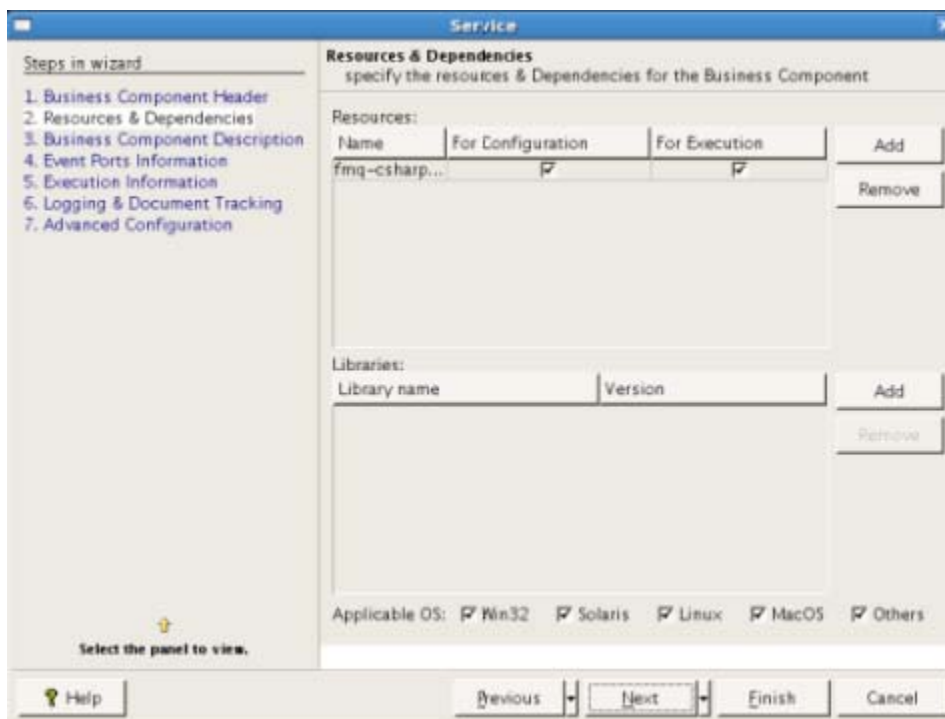 Service
Steps in wizard
1. Business Component Header
2. Resources & Dependencies
3. Business Component Description
4. Event Ports Information
5. Execution Information
6. Logging & Document Tracking
7. Advanced Configuration
Select the panel to view.
Resources & Dependencies
specify the resources & Dependencies for the Business Component
Resources:
Name For Configuration For Execution
fmq-csharp...
Add
Remove
Libraries:
Library name Version
Add
Remove
Applicable OS: Win32 Solaris Linux MacOS Others
Help Previous Next Finish Cancel